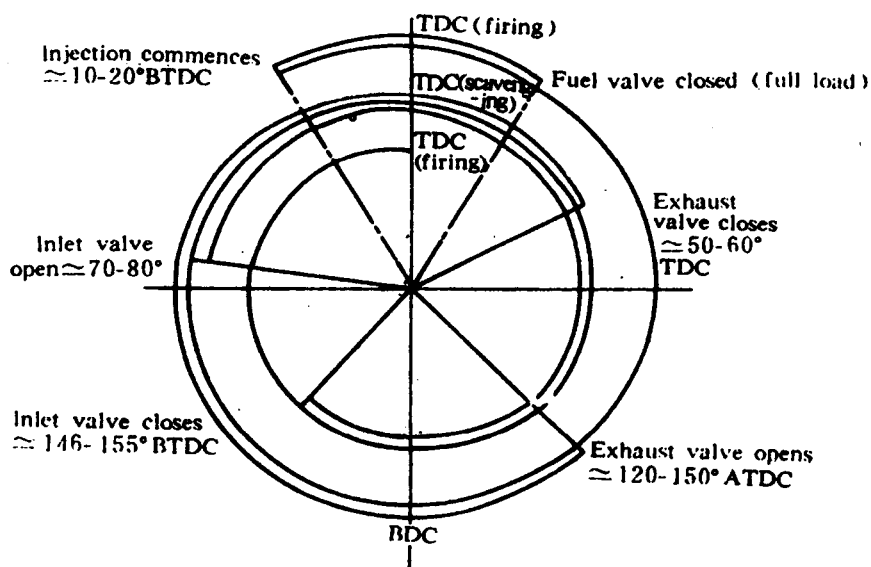 TDC (firing)
Injection commences
≃10-20°BTDC
Fuel valve closed (full load)
TDC(scaveng
-ing)
TDC
(firing)
Exhaust
valve closes
≃50-60°
TDC
Inlet valve
open≃70-80°
Inlet valve closes
≃146-155°BTDC
Exhaust valve opens
≃120-150°ATDC
BDC